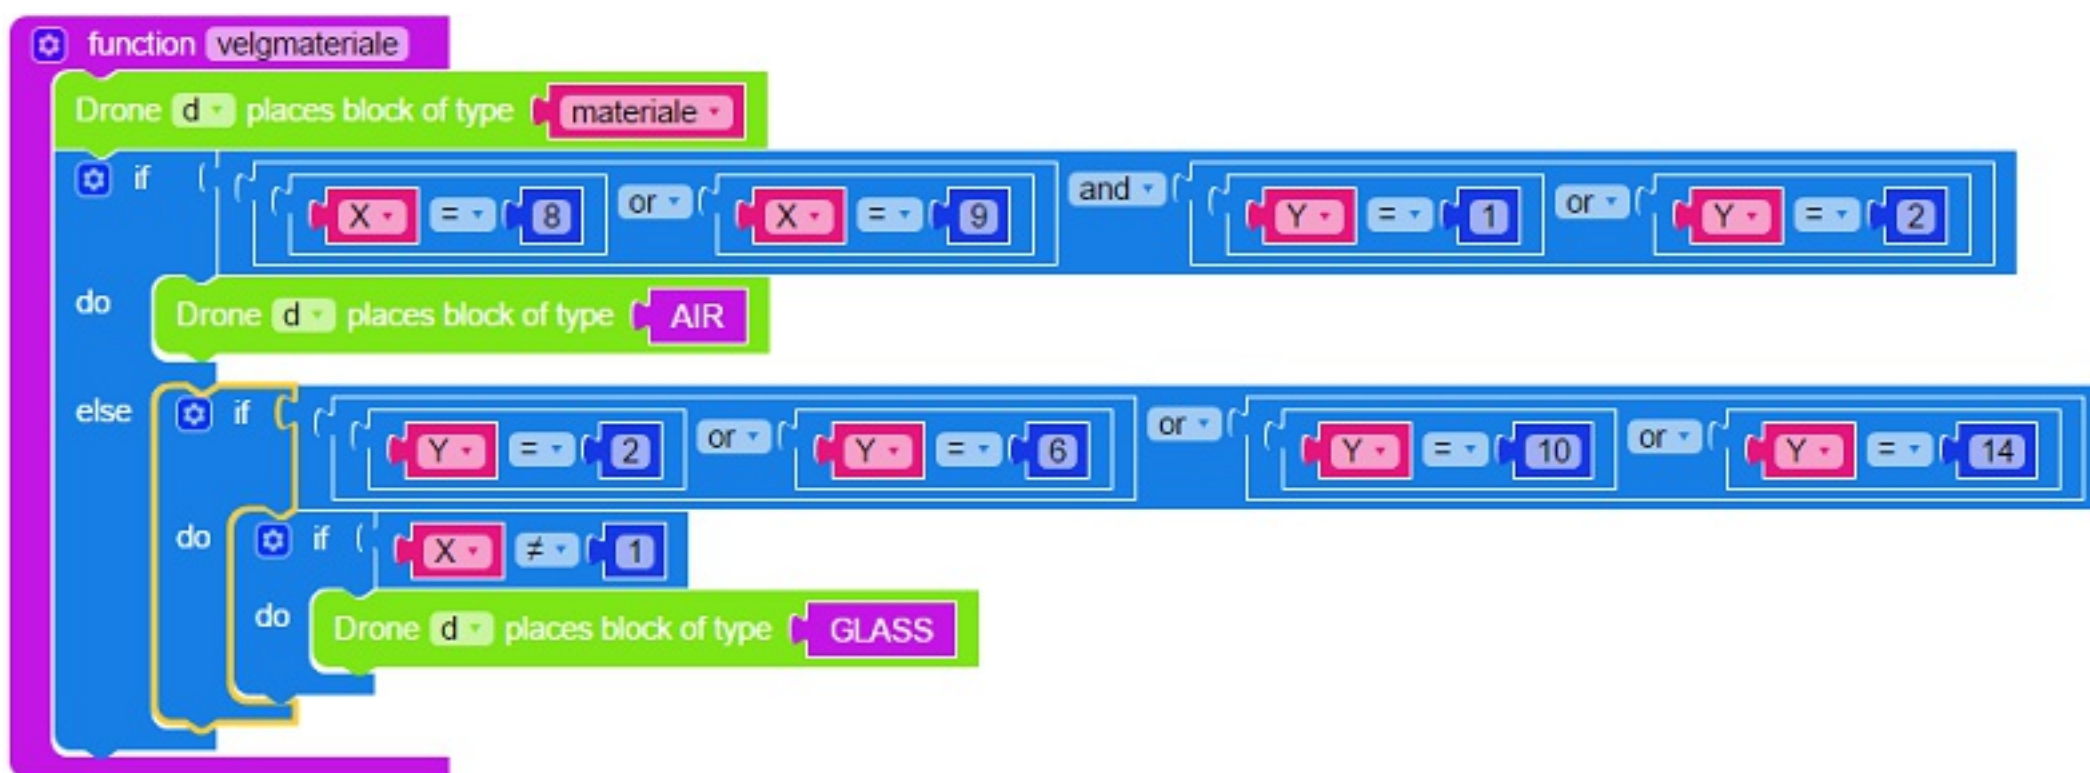 function velgmateriale
Drone d places block of type materiale
if X = 8 or X = 9 and Y = 1 or Y = 2
do Drone d places block of type AIR
else if Y = 2 or Y = 6 or Y = 10 or Y = 14
do if X ≠ 1
do Drone d places block of type GLASS